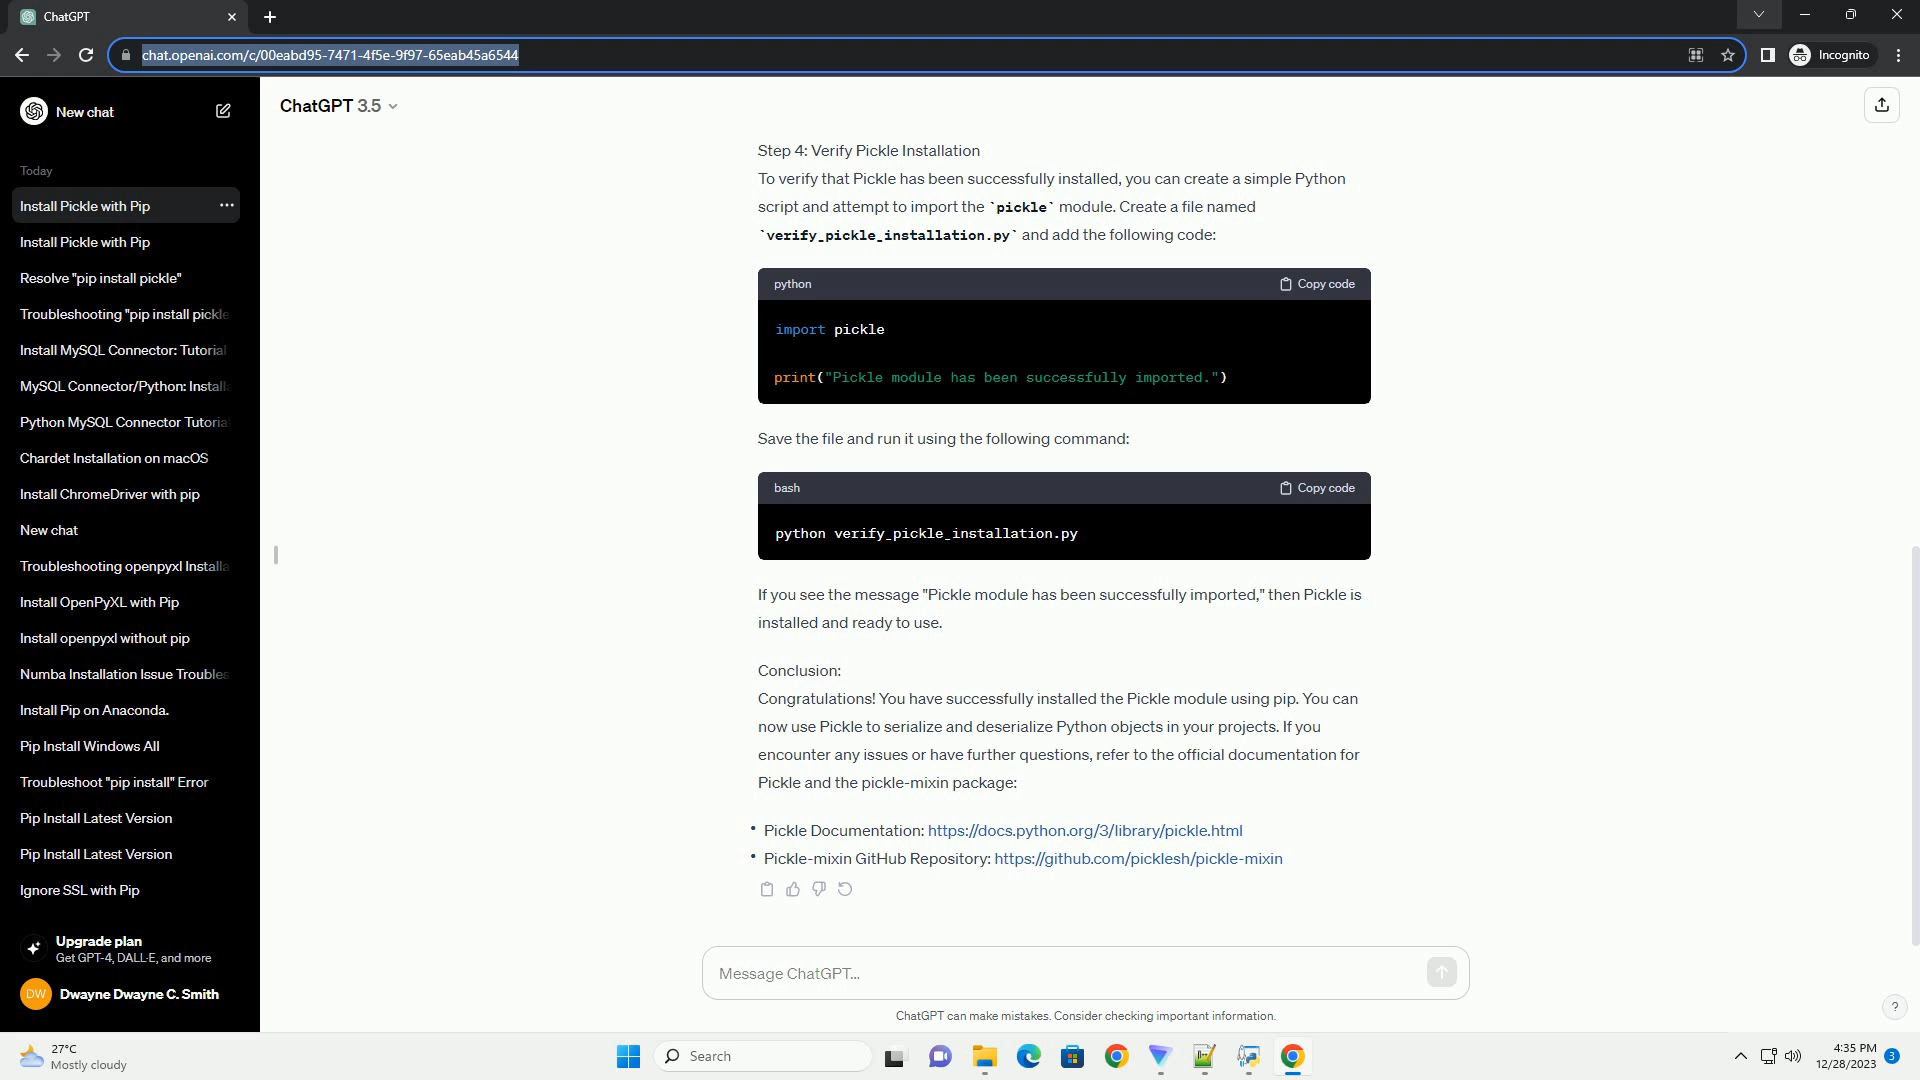 ChatGPT
chat.openai.com/c/00eabd95-7471-4f5e-9f97-65eab45a6544
Incognito
New chat
Today
Install Pickle with Pip
Install Pickle with Pip
Resolve "pip install pickle"
Troubleshooting "pip install pickle
Install MySQL Connector: Tutorial
MySQL Connector/Python: Install
Python MySQL Connector Tutorial
Chardet Installation on macOS
Install ChromeDriver with pip
New chat
Troubleshooting openpyxl Installa
Install OpenPyXL with Pip
Install openpyxl without pip
Numba Installation Issue Troubles
Install Pip on Anaconda.
Pip Install Windows All
Troubleshoot "pip install" Error
Pip Install Latest Version
Pip Install Latest Version
Ignore SSL with Pip
Upgrade plan
Get GPT-4, DALL·E, and more
DW
Dwayne Dwayne C. Smith
ChatGPT 3.5
Step 4: Verify Pickle Installation
To verify that Pickle has been successfully installed, you can create a simple Python
script and attempt to import the `pickle` module. Create a file named
`verify_pickle_installation.py` and add the following code:
python
Copy code
import pickle
print("Pickle module has been successfully imported.")
Save the file and run it using the following command:
bash
Copy code
python verify_pickle_installation.py
If you see the message "Pickle module has been successfully imported," then Pickle is
installed and ready to use.
Conclusion:
Congratulations! You have successfully installed the Pickle module using pip. You can
now use Pickle to serialize and deserialize Python objects in your projects. If you
encounter any issues or have further questions, refer to the official documentation for
Pickle and the pickle-mixin package:
• Pickle Documentation: https://docs.python.org/3/library/pickle.html
• Pickle-mixin GitHub Repository: https://github.com/picklesh/pickle-mixin
Message ChatGPT...
ChatGPT can make mistakes. Consider checking important information.
?
27°C
Mostly cloudy
Search
4:35 PM
12/28/2023
3